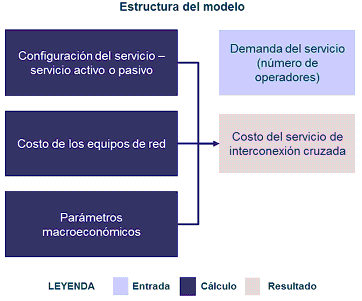 Estructura del modelo
Configuración del servicio –
servicio activo o pasivo
Demanda del servicio
(número de
operadores)
Costo de los equipos de red
Costo del servicio de
interconexión cruzada
Parámetros
macroeconómicos
LEYENDA
Entrada
Cálculo
Resultado